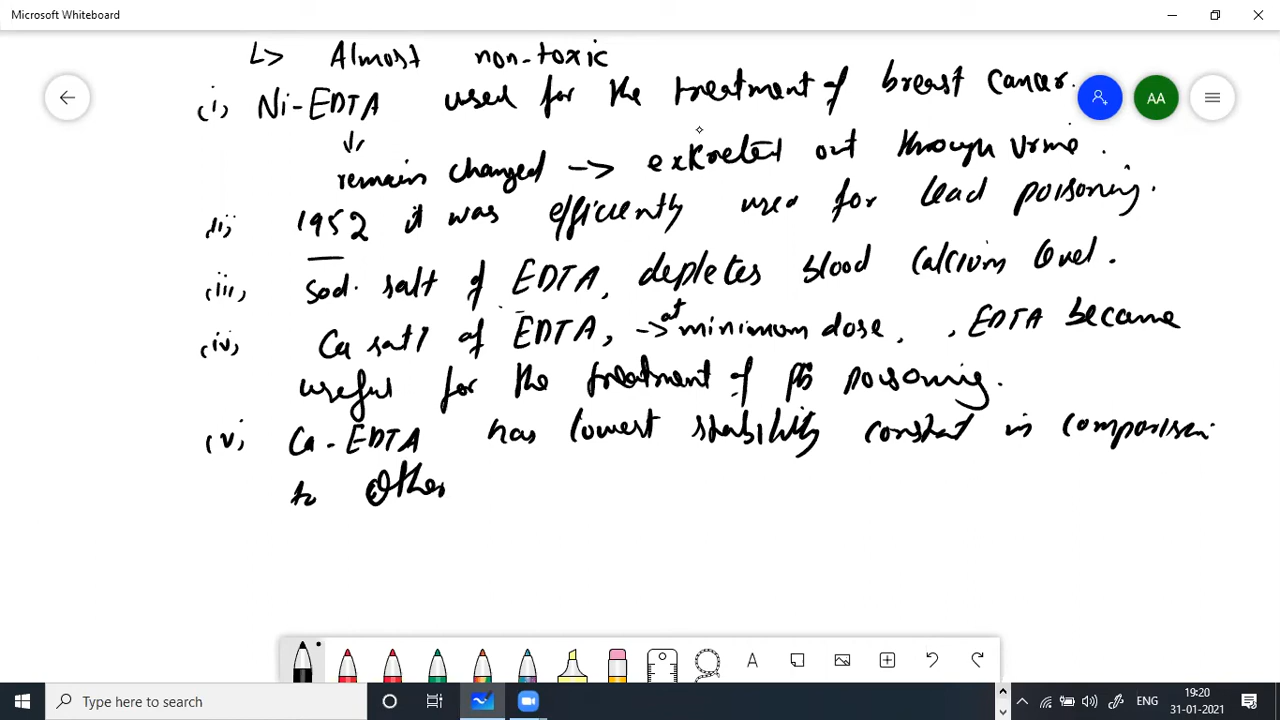 Microsoft Whiteboard
↳ Almost non-toxic
(i) Ni-EDTA used for the treatment of breast cancer.
remain changed → exkreted out through urine.
(ii) 1952 it was efficiently used for lead poisoning.
(iii) Sod. salt of EDTA, depletes blood calcium level.
(iv) Ca satl of EDTA, → at minimum dose, , EDTA became
useful for the treatment of Pb poisoning.
(v) Ca-EDTA has lowest stability constat in comparison
to other
AA
A
Type here to search
ENG
19:20
31-01-2021